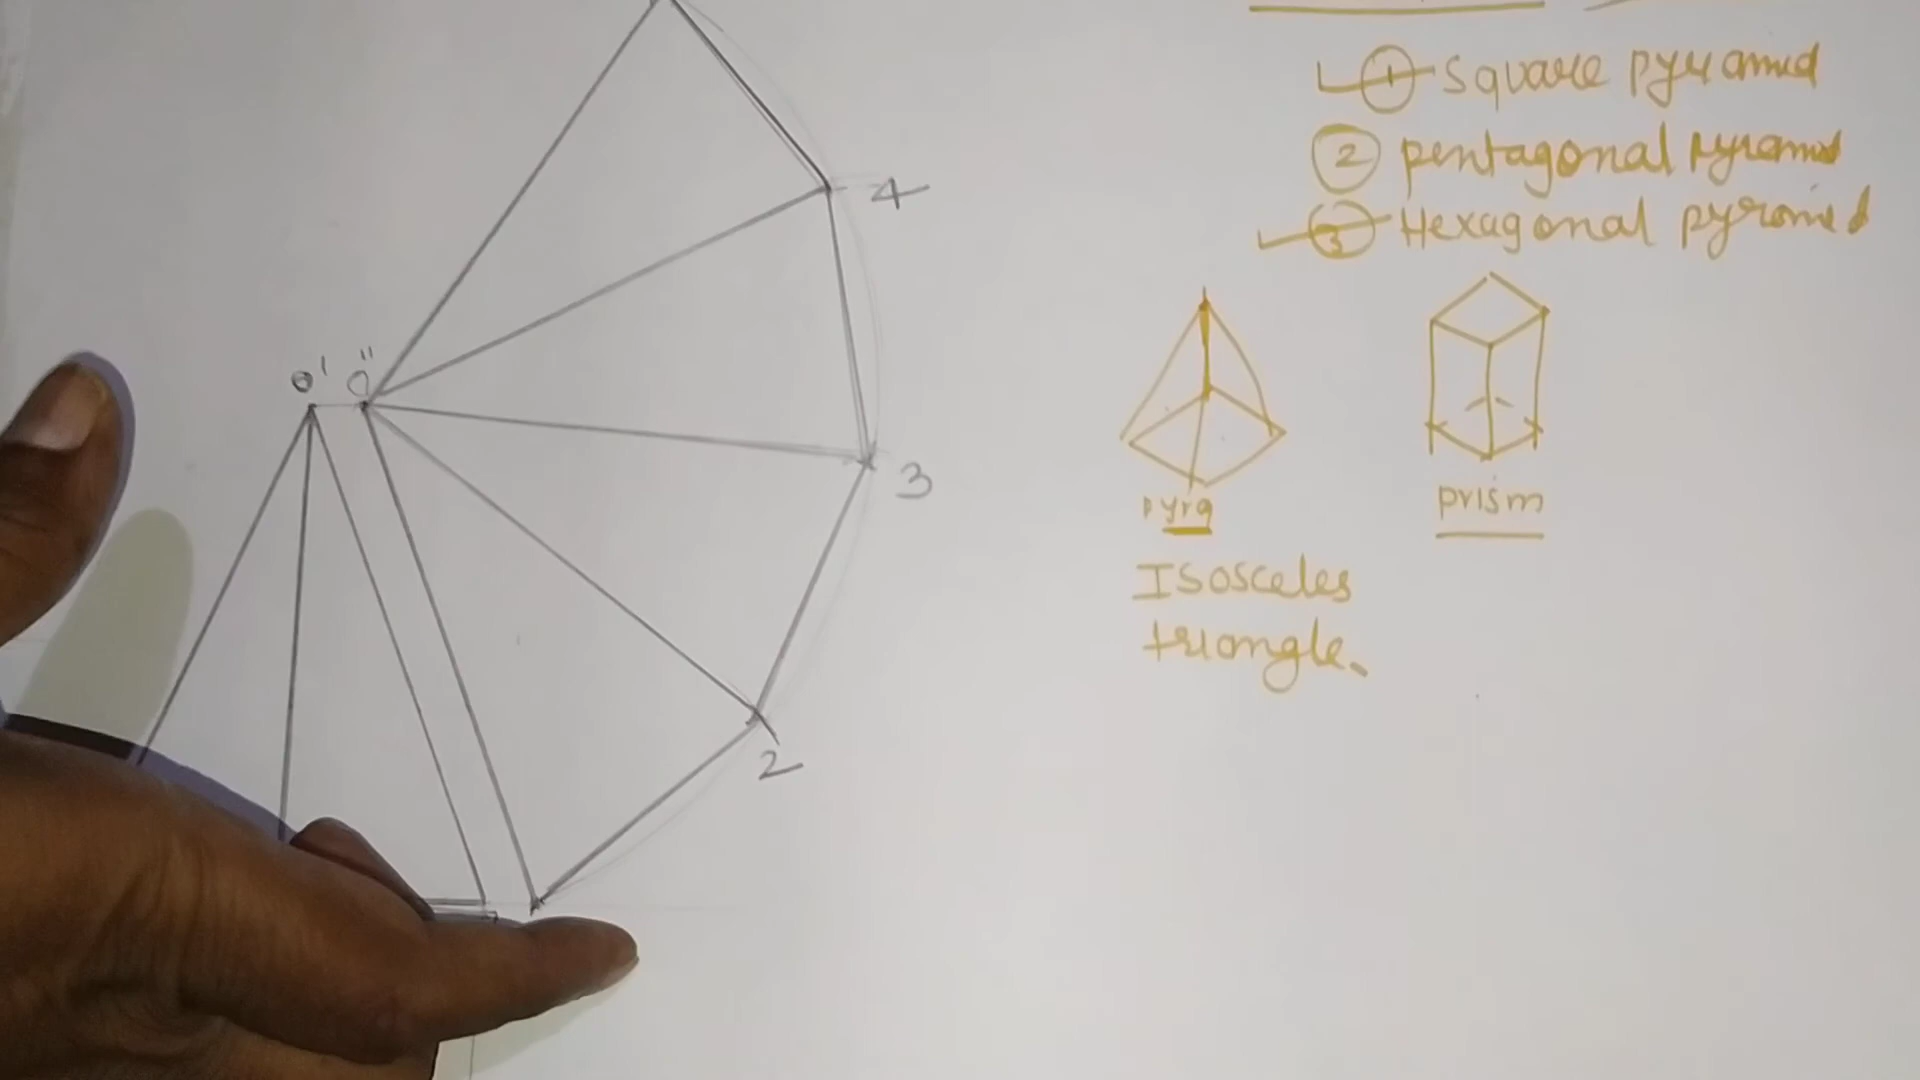 ① Square pyramid
② pentagonal pyramid
③ Hexagonal pyramid
4
o' o"
3
pyra
prism
Isosceles
triangle.
2